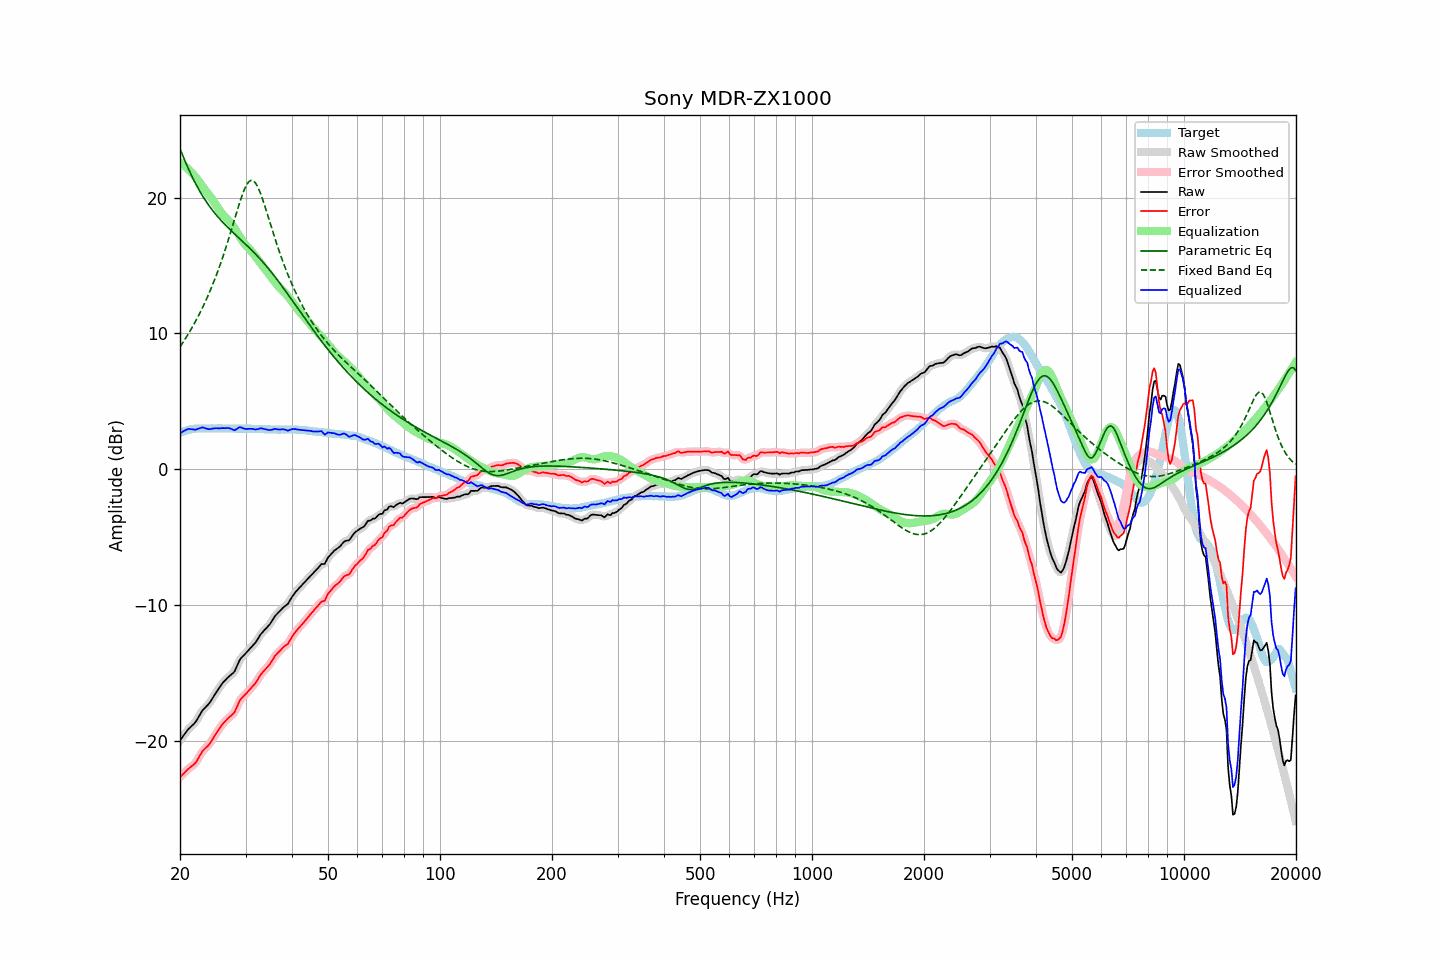 Sony MDR-ZX1000
Target
Raw Smoothed
Error Smoothed
Raw
Error
Equalization
Parametric Eq
Fixed Band Eq
Equalized
Amplitude (dBr)
20
10
0
−10
−20
20 50 100 200 500 1000 2000 5000 10000 20000
Frequency (Hz)